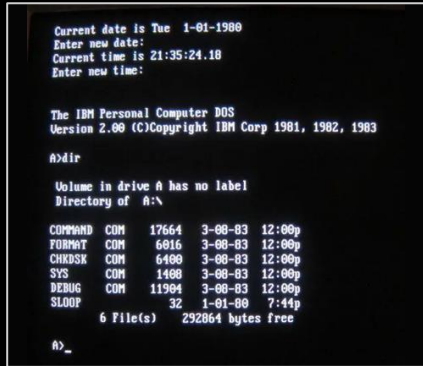 Current date is Tue  1-01-1980
Enter new date:
Current time is 21:35:24.18
Enter new time:
The IBM Personal Computer DOS
Version 2.00 (C)Copyright IBM Corp 1981, 1982, 1983
A>dir
Volume in drive A has no label
Directory of  A:\
COMMAND  COM    17664   3-08-83  12:00p
FORMAT   COM     6016   3-08-83  12:00p
CHKDSK   COM     6400   3-08-83  12:00p
SYS      COM     1408   3-08-83  12:00p
DEBUG    COM    11904   3-08-83  12:00p
SLOOP              32   1-01-80   7:44p
6 File(s)    292864 bytes free
A>_